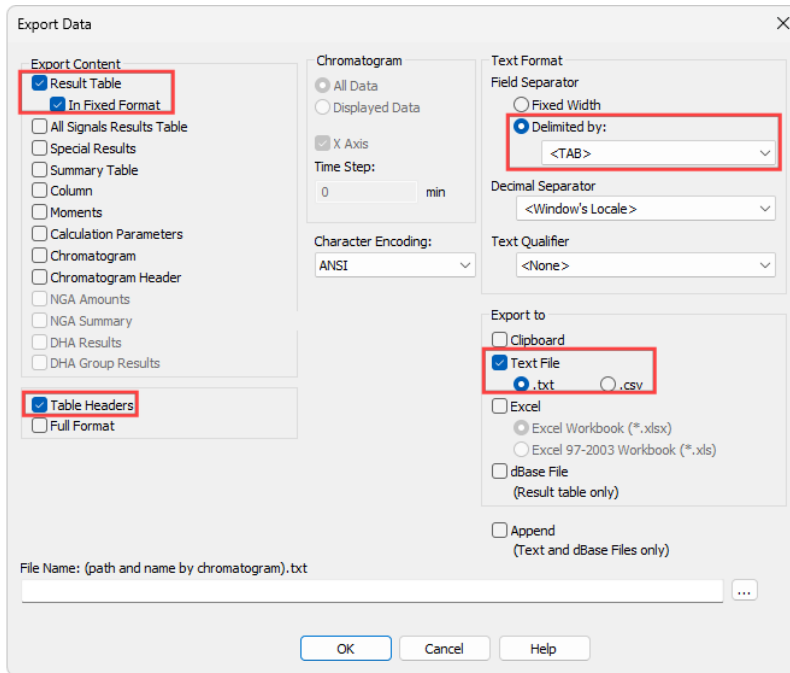 Export Data
Export Content
Result Table
In Fixed Format
All Signals Results Table
Special Results
Summary Table
Column
Moments
Calculation Parameters
Chromatogram
Chromatogram Header
NGA Amounts
NGA Summary
DHA Results
DHA Group Results
Table Headers
Full Format
Chromatogram
All Data
Displayed Data
X Axis
Time Step:
0 min
Character Encoding:
ANSI
Text Format
Field Separator
Fixed Width
Delimited by:
<TAB>
Decimal Separator
<Window's Locale>
Text Qualifier
<None>
Export to
Clipboard
Text File
.txt .csv
Excel
Excel Workbook (*.xlsx)
Excel 97-2003 Workbook (*.xls)
dBase File
(Result table only)
Append
(Text and dBase Files only)
File Name: (path and name by chromatogram).txt
...
OK Cancel Help